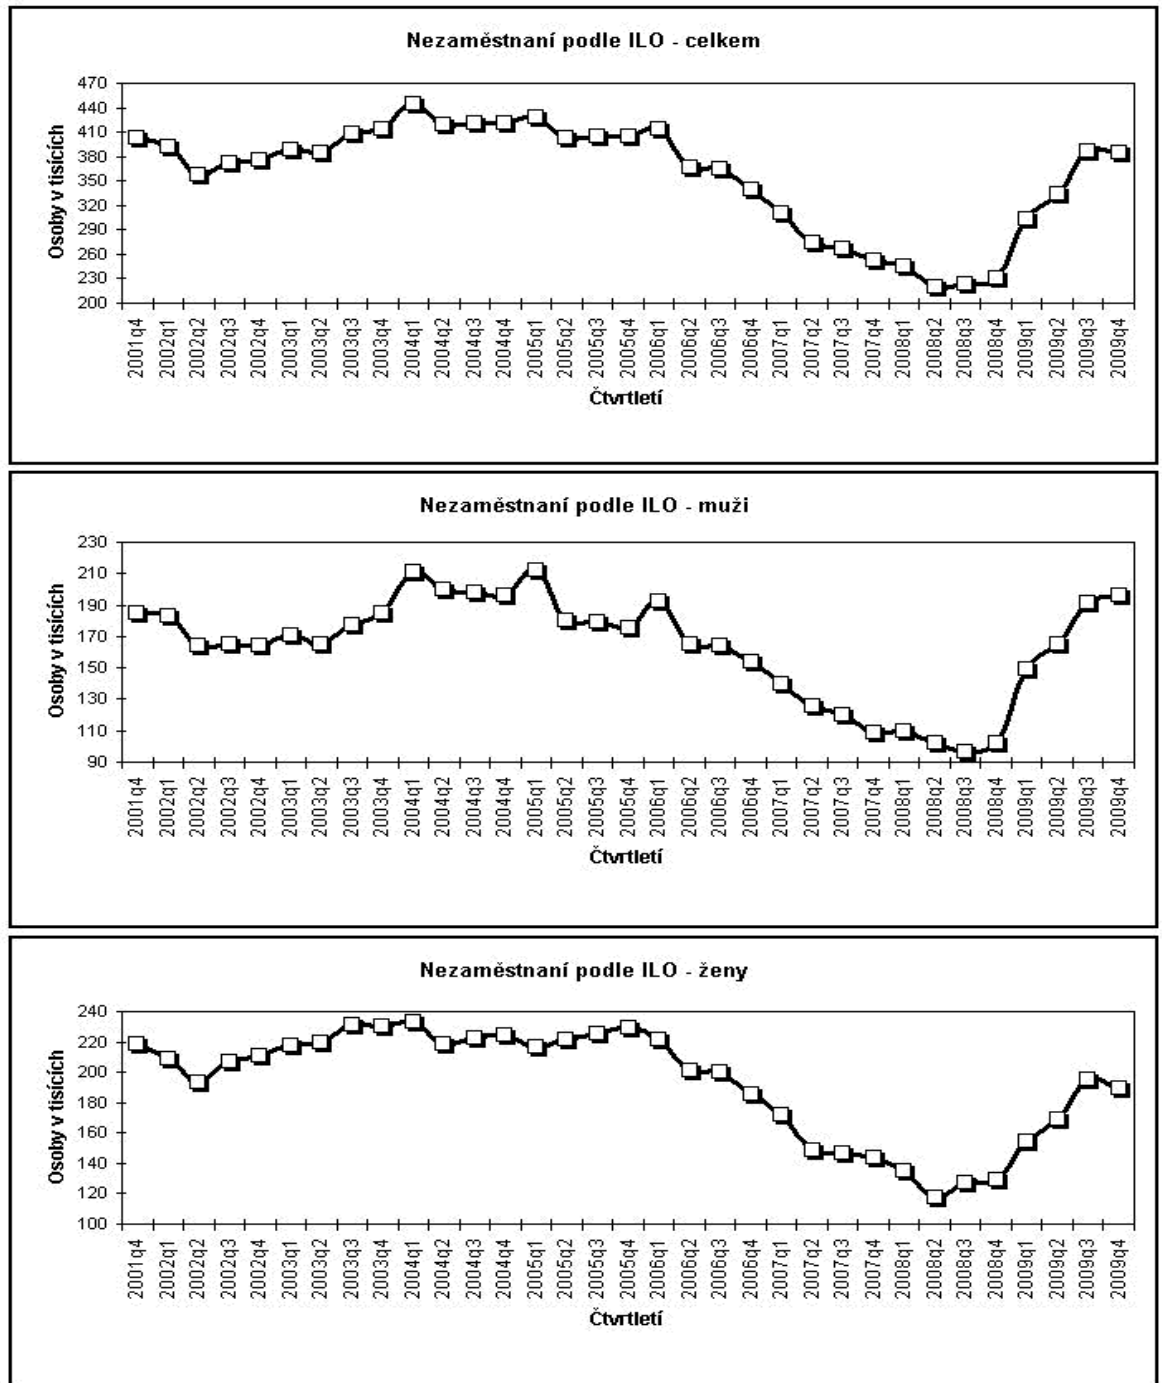 Nezaměstnaní podle ILO - celkem
Osoby v tisících
470
440
410
380
350
320
290
260
230
200
2001q4 2002q1 2002q2 2002q3 2002q4 2003q1 2003q2 2003q3 2003q4 2004q1 2004q2 2004q3 2004q4 2005q1 2005q2 2005q3 2005q4 2006q1 2006q2 2006q3 2006q4 2007q1 2007q2 2007q3 2007q4 2008q1 2008q2 2008q3 2008q4 2009q1 2009q2 2009q3 2009q4
Čtvrtletí
Nezaměstnaní podle ILO - muži
Osoby v tisících
230
210
190
170
150
130
110
90
2001q4 2002q1 2002q2 2002q3 2002q4 2003q1 2003q2 2003q3 2003q4 2004q1 2004q2 2004q3 2004q4 2005q1 2005q2 2005q3 2005q4 2006q1 2006q2 2006q3 2006q4 2007q1 2007q2 2007q3 2007q4 2008q1 2008q2 2008q3 2008q4 2009q1 2009q2 2009q3 2009q4
Čtvrtletí
Nezaměstnaní podle ILO - ženy
Osoby v tisících
240
220
200
180
160
140
120
100
2001q4 2002q1 2002q2 2002q3 2002q4 2003q1 2003q2 2003q3 2003q4 2004q1 2004q2 2004q3 2004q4 2005q1 2005q2 2005q3 2005q4 2006q1 2006q2 2006q3 2006q4 2007q1 2007q2 2007q3 2007q4 2008q1 2008q2 2008q3 2008q4 2009q1 2009q2 2009q3 2009q4
Čtvrtletí